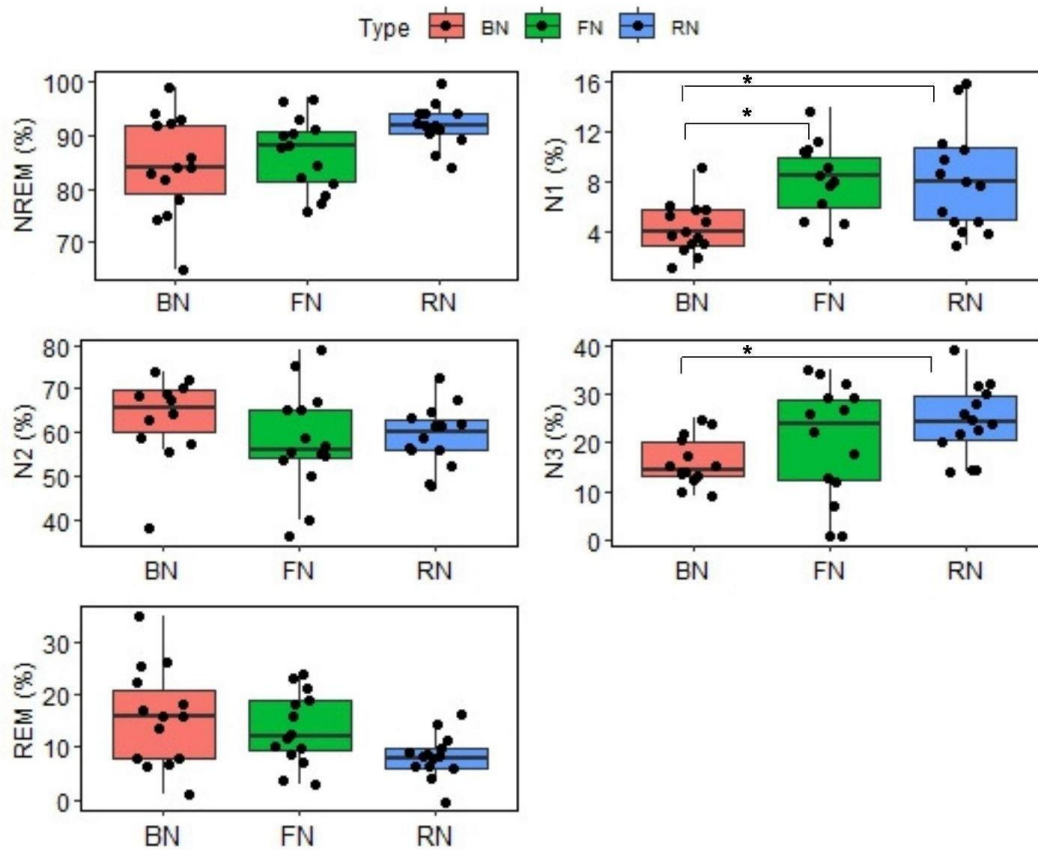 Type BN FN RN
NREM (%)
100
90
80
70
BN FN RN
N1 (%)
*
*
16
12
8
4
BN FN RN
N2 (%)
80
70
60
50
40
BN FN RN
N3 (%)
*
40
30
20
10
0
BN FN RN
REM (%)
30
20
10
0
BN FN RN